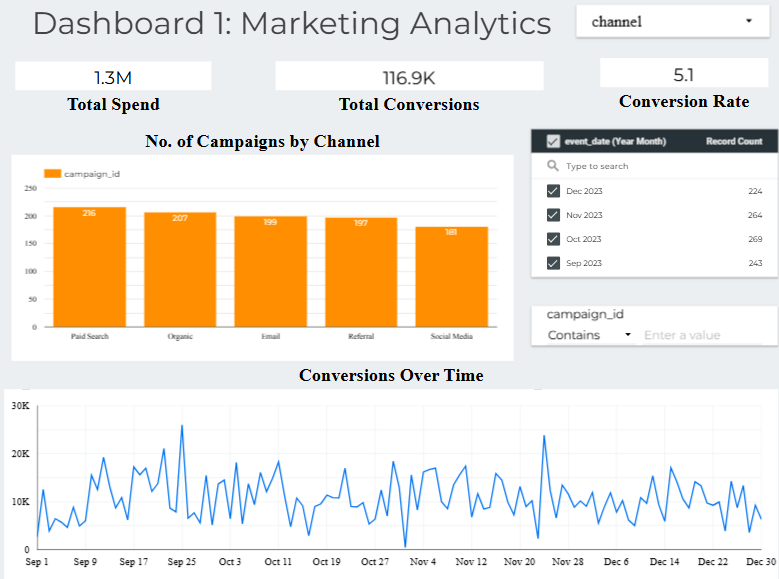 Dashboard 1: Marketing Analytics
channel
1.3M
Total Spend
116.9K
Total Conversions
5.1
Conversion Rate
No. of Campaigns by Channel
campaign_id
250
200
150
100
50
0
216
207
199
197
181
Paid Search
Organic
Email
Referral
Social Media
event_date (Year Month) Record Count
Type to search
Dec 2023 224
Nov 2023 264
Oct 2023 269
Sep 2023 243
campaign_id
Contains Enter a value
Conversions Over Time
30K
20K
10K
0
Sep 1 Sep 9 Sep 17 Sep 25 Oct 3 Oct 11 Oct 19 Oct 27 Nov 4 Nov 12 Nov 20 Nov 28 Dec 6 Dec 14 Dec 22 Dec 30